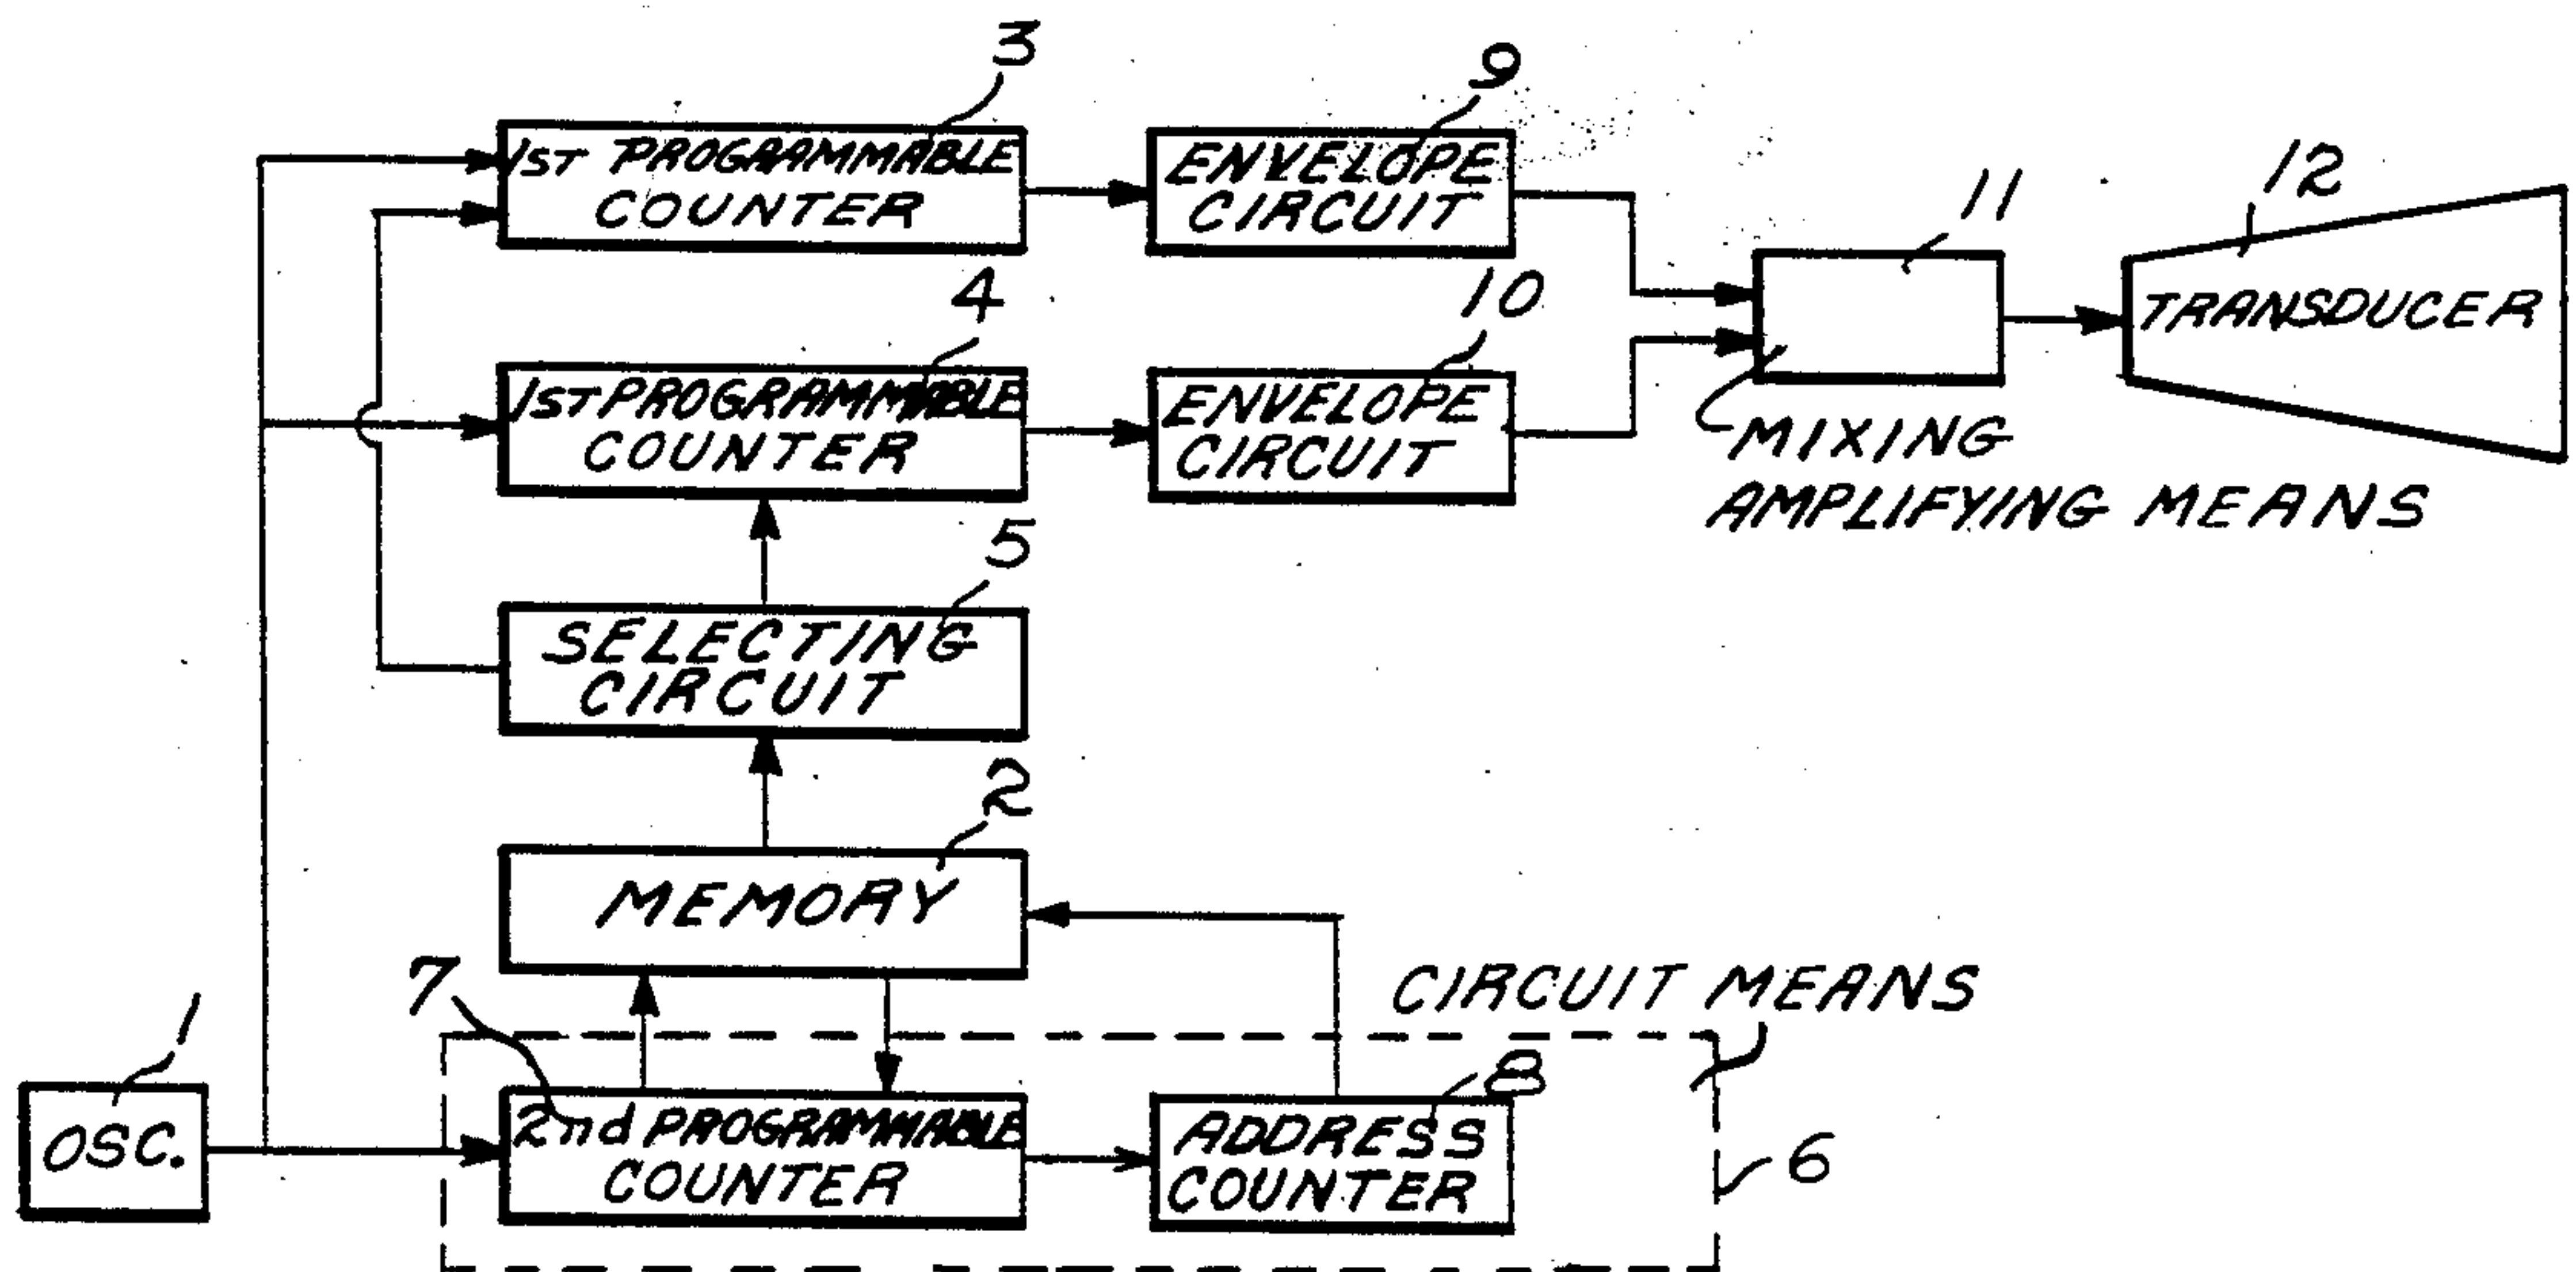 3
9
1ST PROGRAMMABLE
COUNTER
ENVELOPE
CIRCUIT
11
12
TRANSDUCER
4
10
1ST PROGRAMMABLE
COUNTER
ENVELOPE
CIRCUIT
MIXING
AMPLIFYING MEANS
5
SELECTING
CIRCUIT
2
MEMORY
7
CIRCUIT MEANS
1
8
OSC.
2nd PROGRAMMABLE
COUNTER
ADDRESS
COUNTER
6